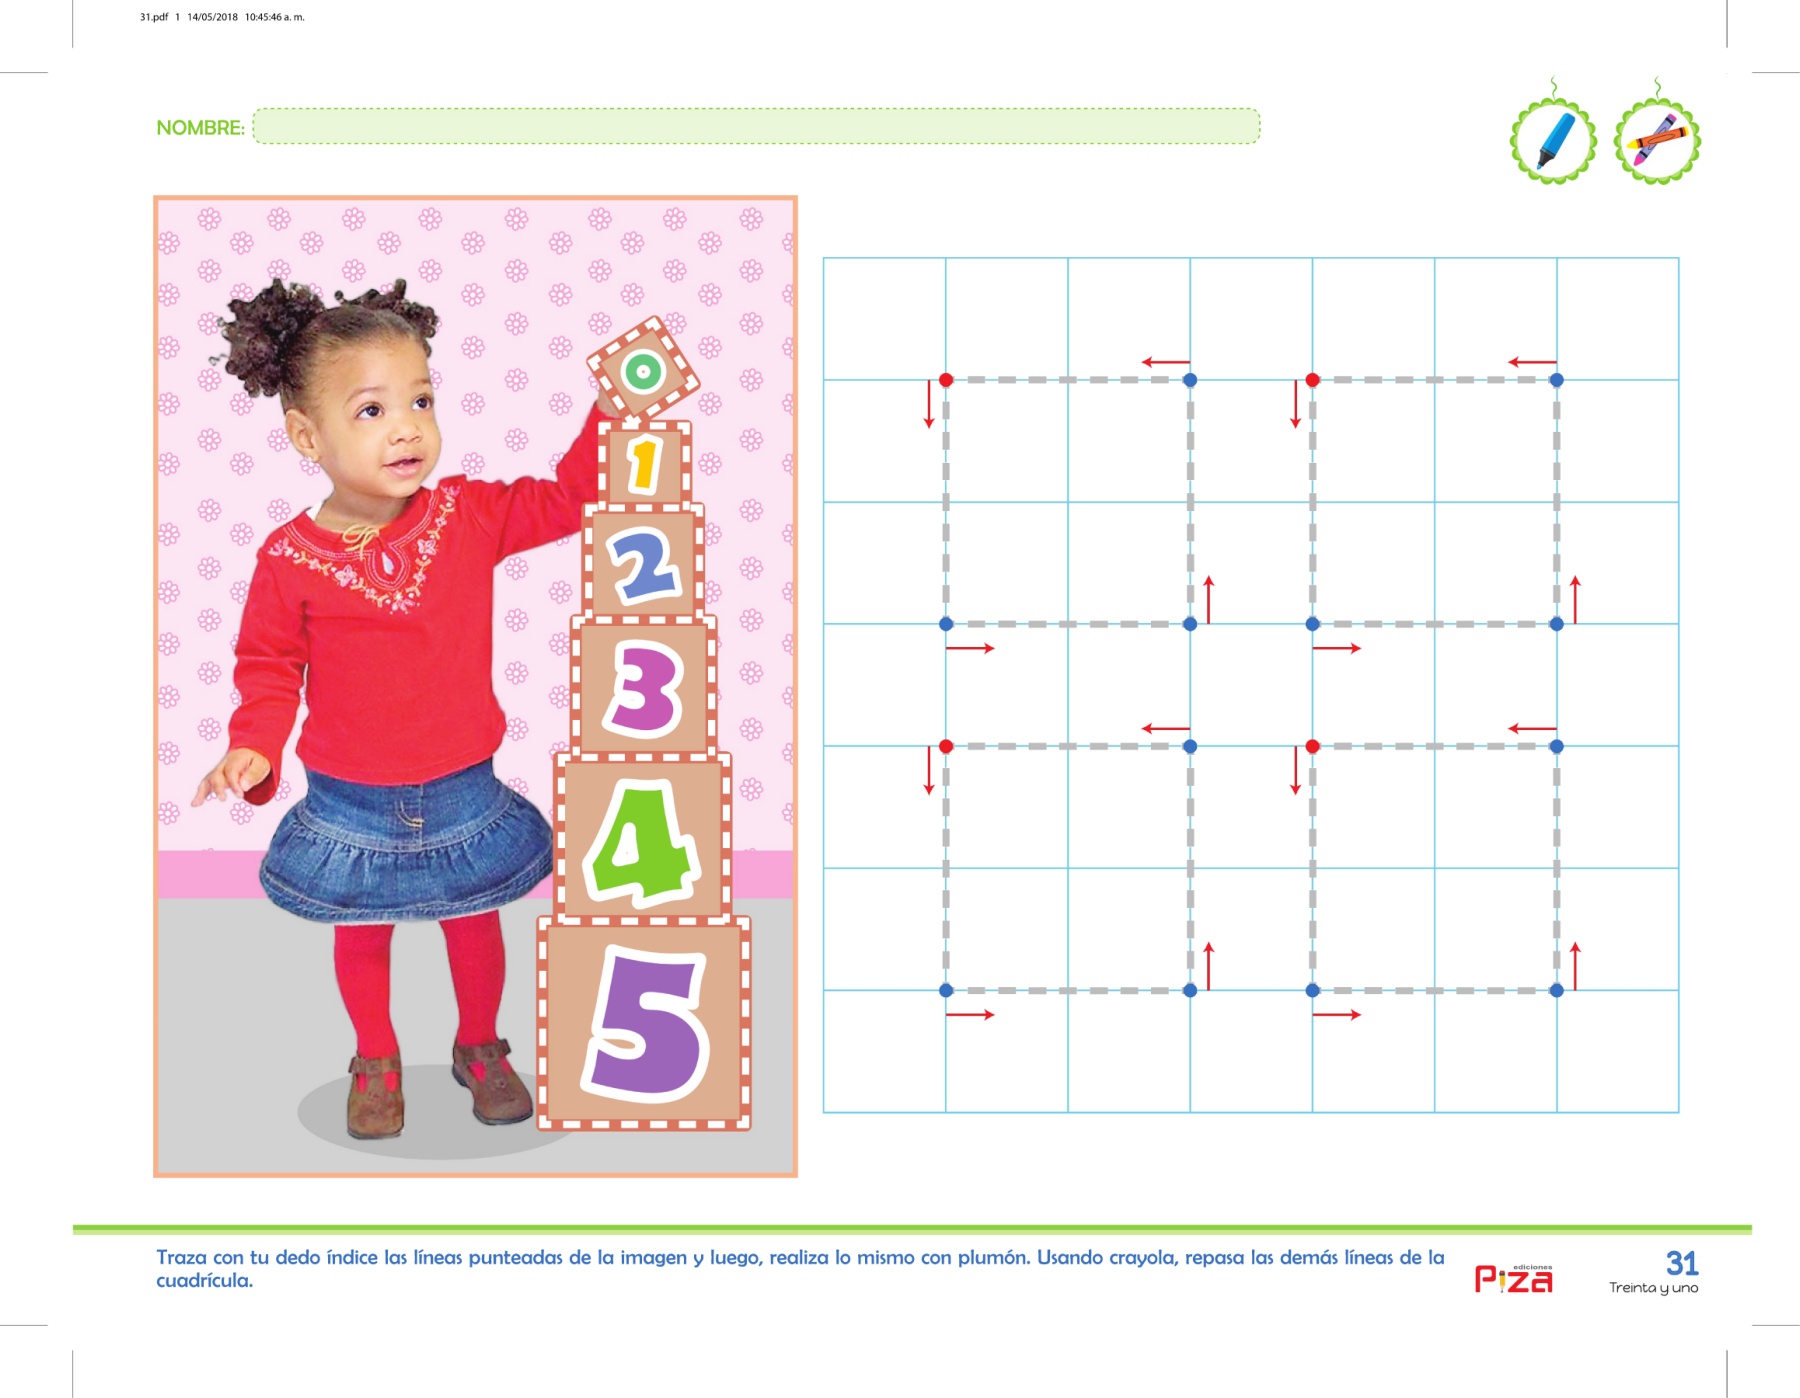 31.pdf 1 14/05/2018 10:45:46 a. m.
NOMBRE:
0
1
2
3
4
5
Traza con tu dedo índice las líneas punteadas de la imagen y luego, realiza lo mismo con plumón. Usando crayola, repasa las demás líneas de la
cuadrícula.
ediciones
Piza
31
Treinta y uno